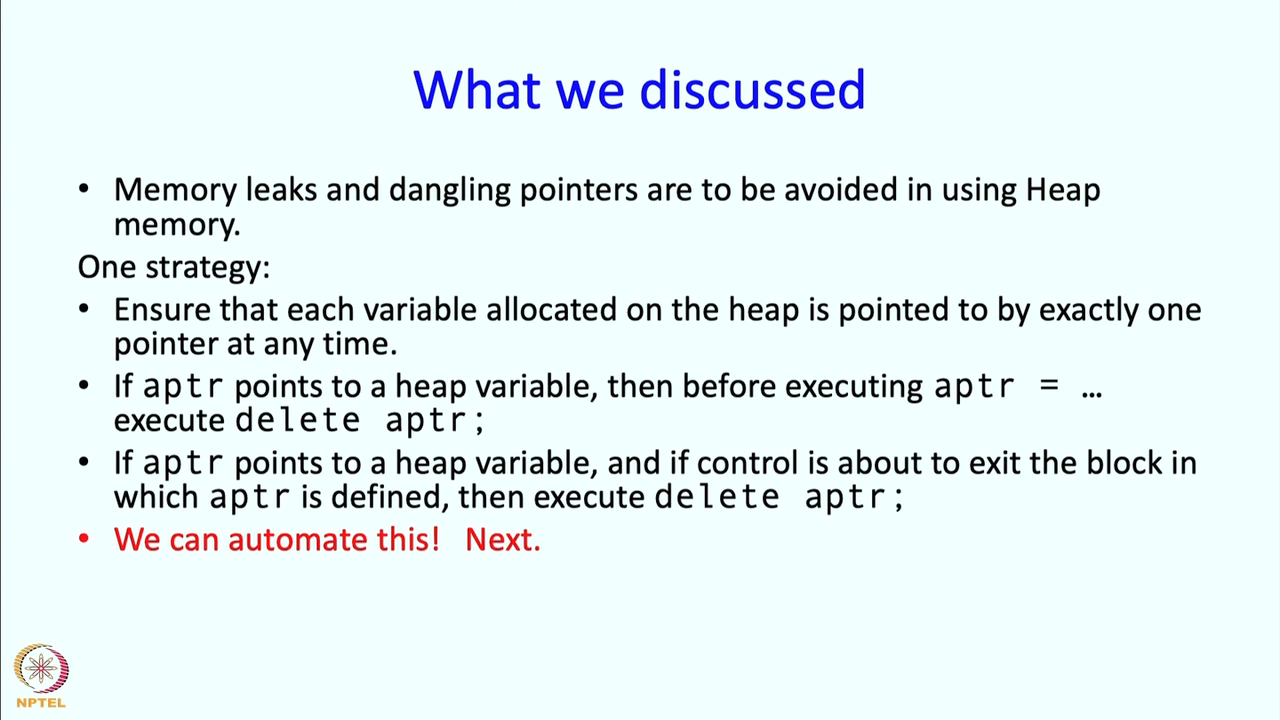 What we discussed
• Memory leaks and dangling pointers are to be avoided in using Heap
memory.
One strategy:
• Ensure that each variable allocated on the heap is pointed to by exactly one
pointer at any time.
• If aptr points to a heap variable, then before executing aptr = …
execute delete aptr;
• If aptr points to a heap variable, and if control is about to exit the block in
which aptr is defined, then execute delete aptr;
• We can automate this! Next.
NPTEL